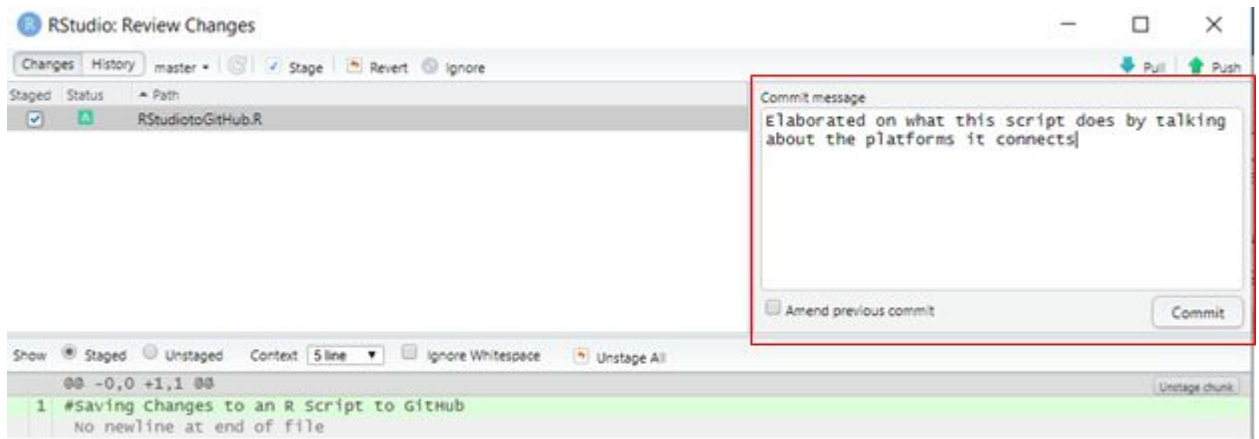 R RStudio: Review Changes
Changes History master Stage Revert Ignore Pull Push
Staged Status Path
A RStudiotoGitHub.R
Commit message
Elaborated on what this script does by talking
about the platforms it connects
Amend previous commit Commit
Show Staged Unstaged Context 5 line Ignore Whitespace Unstage All
@@ -0,0 +1,1 @@ Unstage chunk
1 #Saving Changes to an R Script to GitHub
No newline at end of file